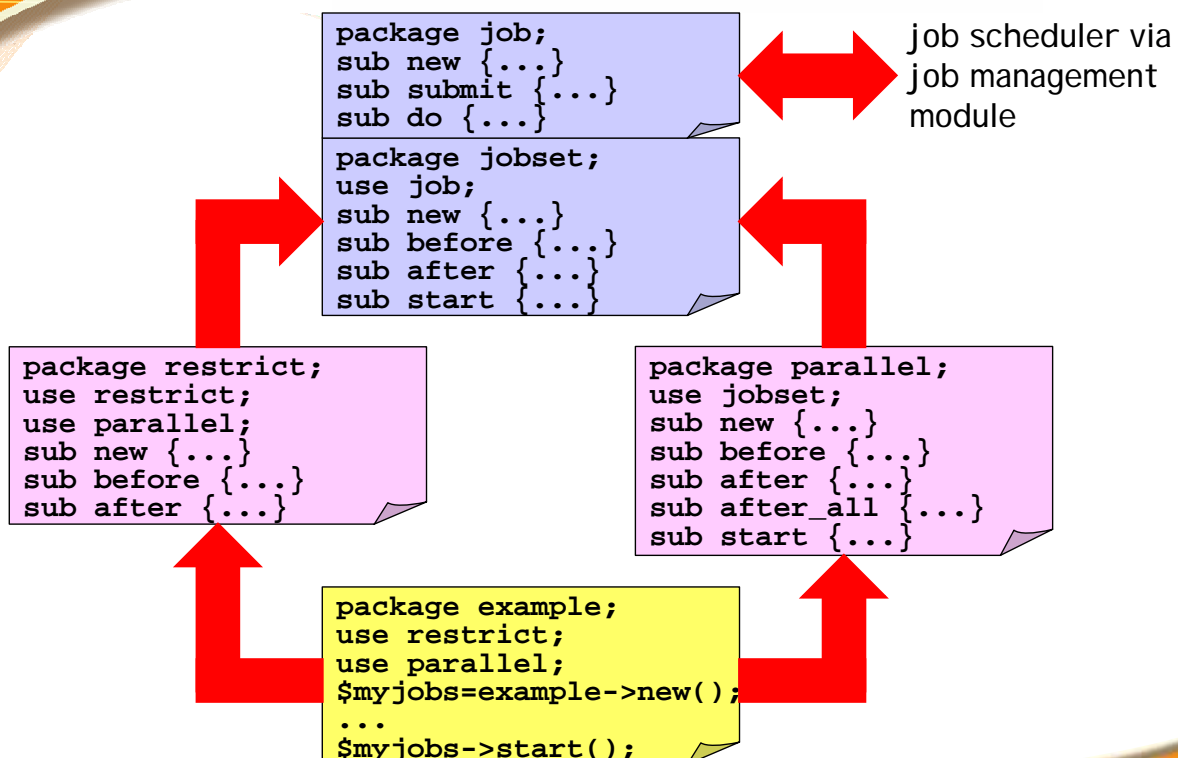 package job;
sub new {...}
sub submit {...}
sub do {...}
job scheduler via
job management
module
package jobset;
use job;
sub new {...}
sub before {...}
sub after {...}
sub start {...}
package restrict;
use restrict;
use parallel;
sub new {...}
sub before {...}
sub after {...}
package parallel;
use jobset;
sub new {...}
sub before {...}
sub after {...}
sub after_all {...}
sub start {...}
package example;
use restrict;
use parallel;
$myjobs=example->new();
...
$myjobs->start();